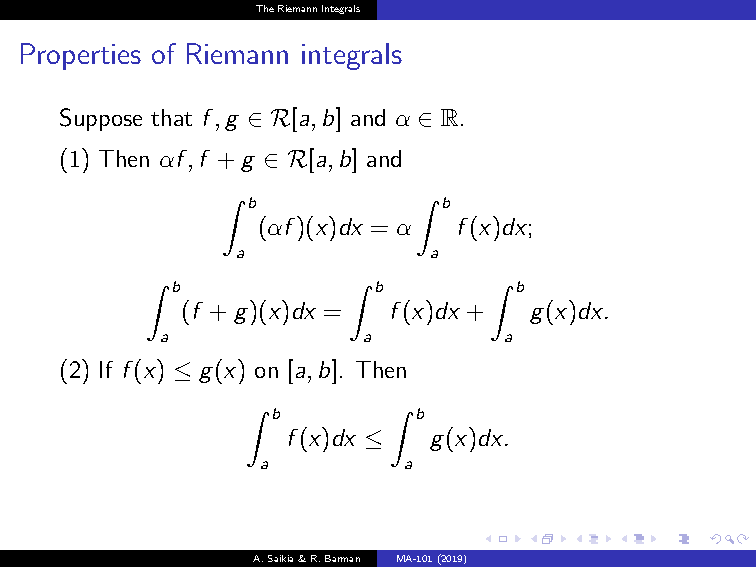 The Riemann Integrals
Properties of Riemann integrals
Suppose that f, g ∈ ℛ[a, b] and α ∈ ℝ.
(1) Then αf, f + g ∈ ℛ[a, b] and
∫_a^b (αf)(x)dx = α ∫_a^b f(x)dx;
∫_a^b (f + g)(x)dx = ∫_a^b f(x)dx + ∫_a^b g(x)dx.
(2) If f(x) ≤ g(x) on [a, b]. Then
∫_a^b f(x)dx ≤ ∫_a^b g(x)dx.
A. Saikia & R. Barman MA-101 (2019)